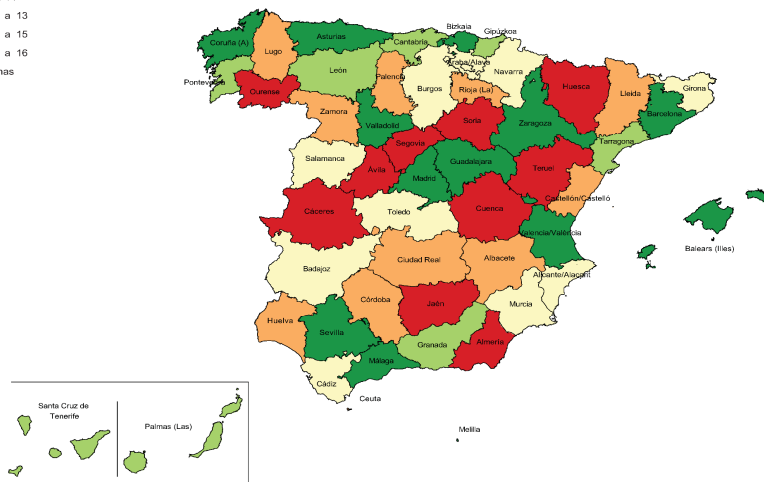 a 13
a 15
a 16
nas
Bizkaia
Gipúzkoa
Asturias
Coruña (A)
Lugo
Cantabria
Araba/Álava
Navarra
León
Palencia
Burgos
Rioja (La)
Pontevedra
Ourense
Huesca
Lleida
Girona
Barcelona
Zamora
Valladolid
Soria
Zaragoza
Tarragona
Segovia
Salamanca
Ávila
Madrid
Guadalajara
Teruel
Castellón/Castelló
Cáceres
Toledo
Cuenca
Valencia/València
Balears (Illes)
Badajoz
Ciudad Real
Albacete
Alicante/Alacant
Córdoba
Jaén
Murcia
Huelva
Sevilla
Granada
Almería
Málaga
Cádiz
Ceuta
Melilla
Santa Cruz de
Tenerife
Palmas (Las)